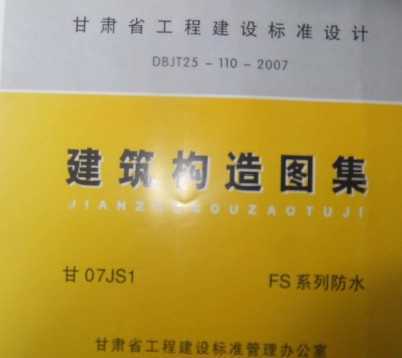 甘肃省工程建设标准设计
DBJT25-110-2007
建筑构造图集
甘 07JS1 FS 系列防水
甘肃省工程建设标准管理办公室